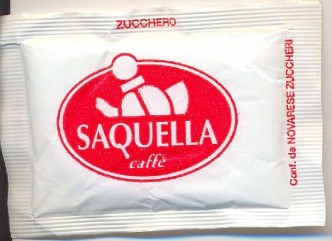 ZUCCHERO
SAQUELLA
caffè
Conf. da NOVARESE ZUCCHERI